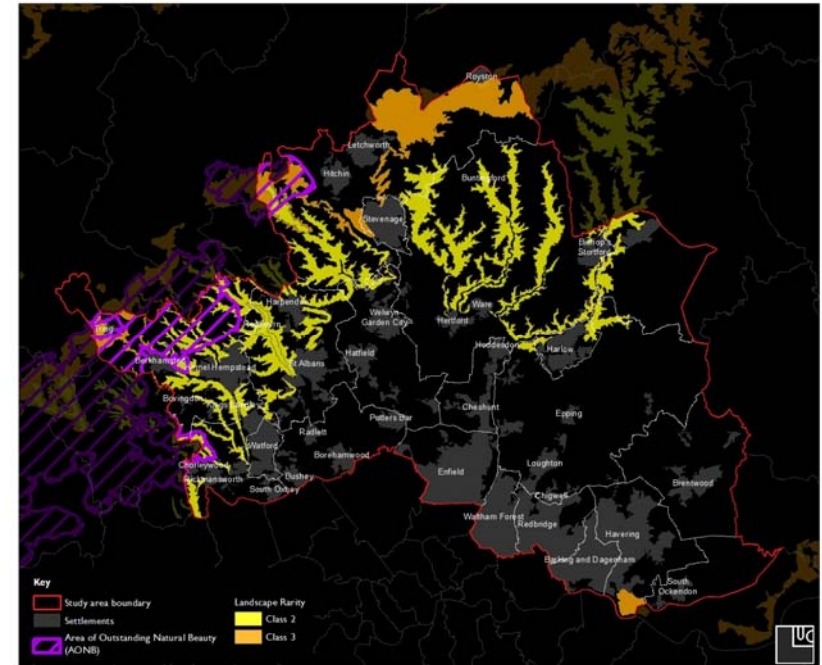 Royston
Letchworth
Hitchin
Buntingford
Stevenage
Bishop's
Stortford
Harpenden
Welwyn
Garden City
Ware
Hertford
Hoddesdon
Harlow
Tring
Berkhamsted
Hemel Hempstead
St Albans
Hatfield
Bovingdon
Potters Bar
Cheshunt
Epping
Watford
Radlett
Borehamwood
Chorleywood
Rickmansworth
Bushey
South Oxhey
Enfield
Loughton
Chigwell
Brentwood
Waltham Forest
Redbridge
Havering
Barking and Dagenham
South
Ockendon
Key
Study area boundary
Settlements
Area of Outstanding Natural Beauty
(AONB)
Landscape Rarity
Class 2
Class 3
LUC